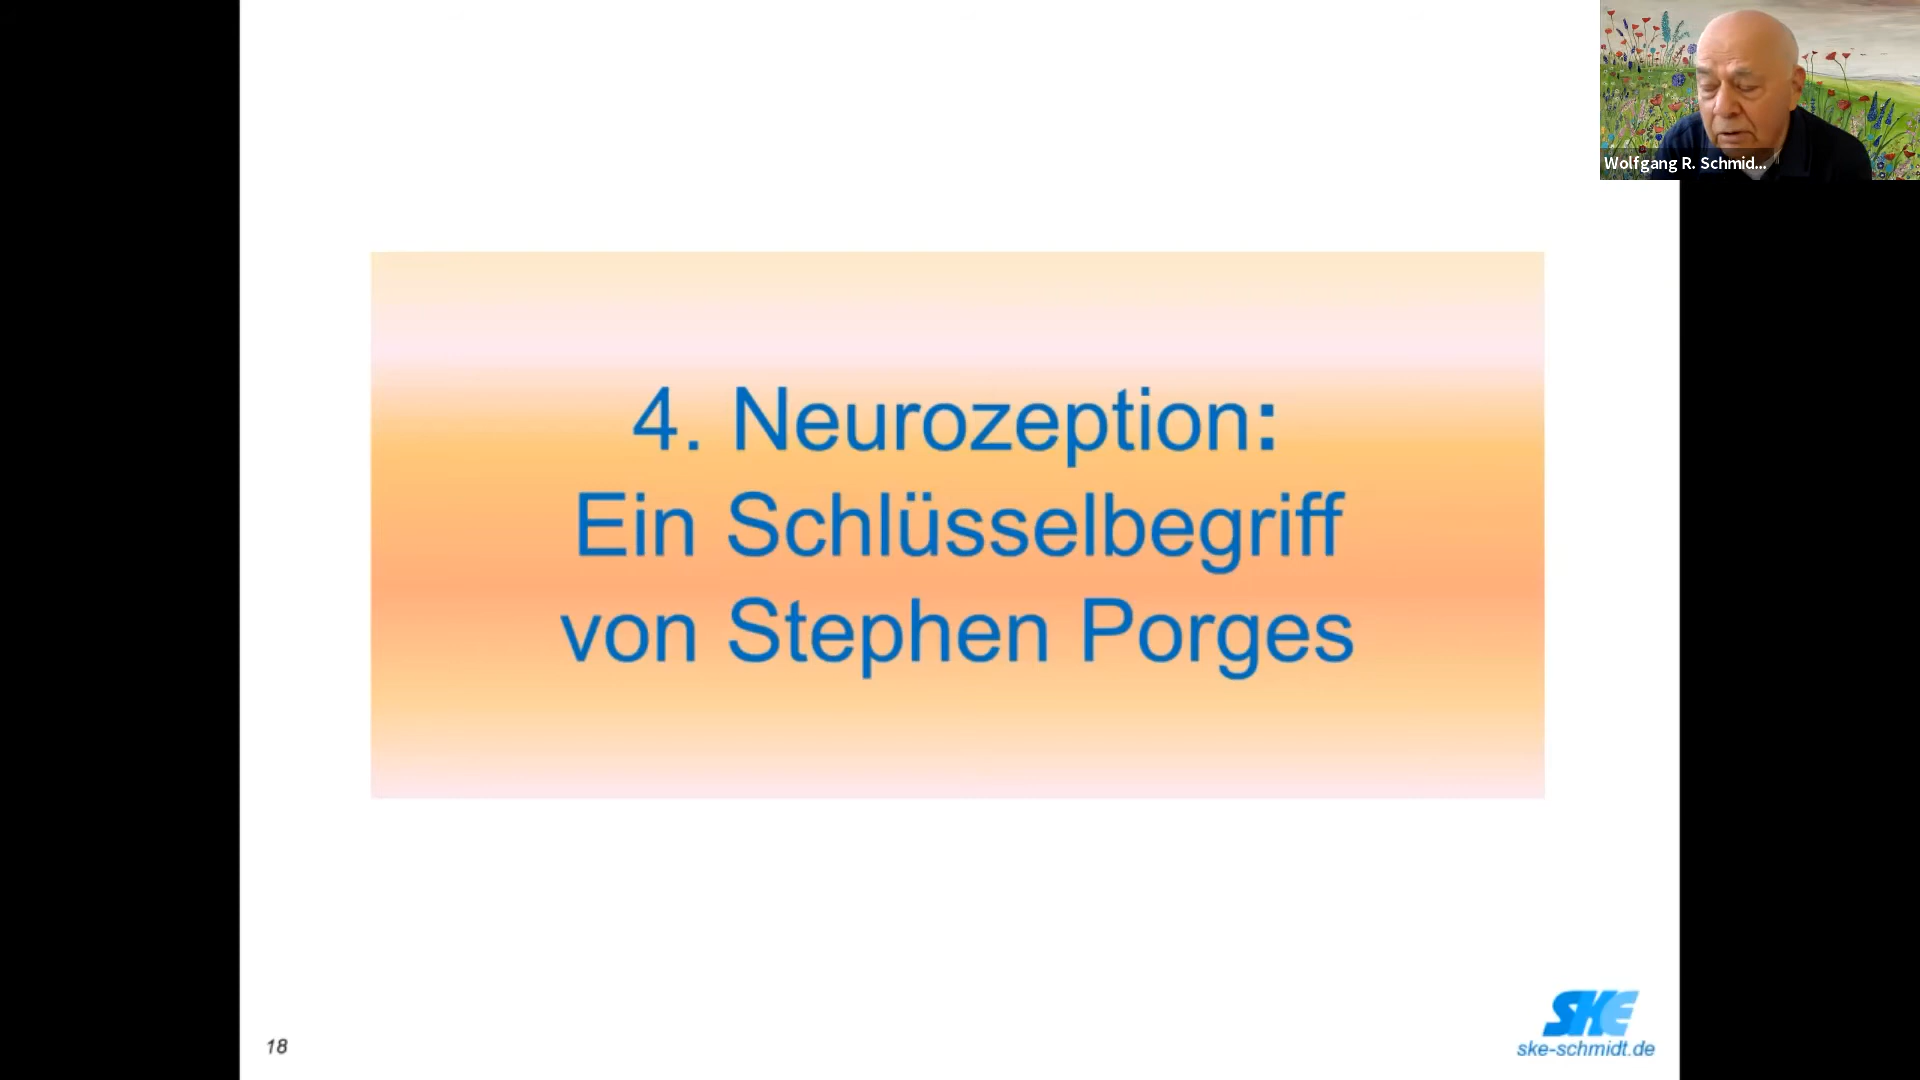 Wolfgang R. Schmid...
4. Neurozeption:
Ein Schlüsselbegriff
von Stephen Porges
18
SKE
ske-schmidt.de